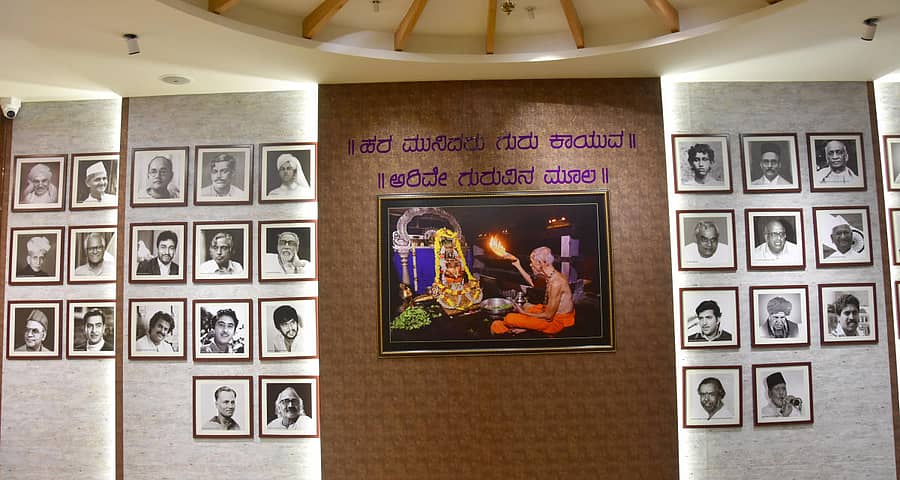 ॥ ಹರ ಮುನಿದರು ಗುರು ಕಾಯುವ ॥
॥ ಅರಿವೇ ಗುರುವಿನ ಮೂಲ ॥